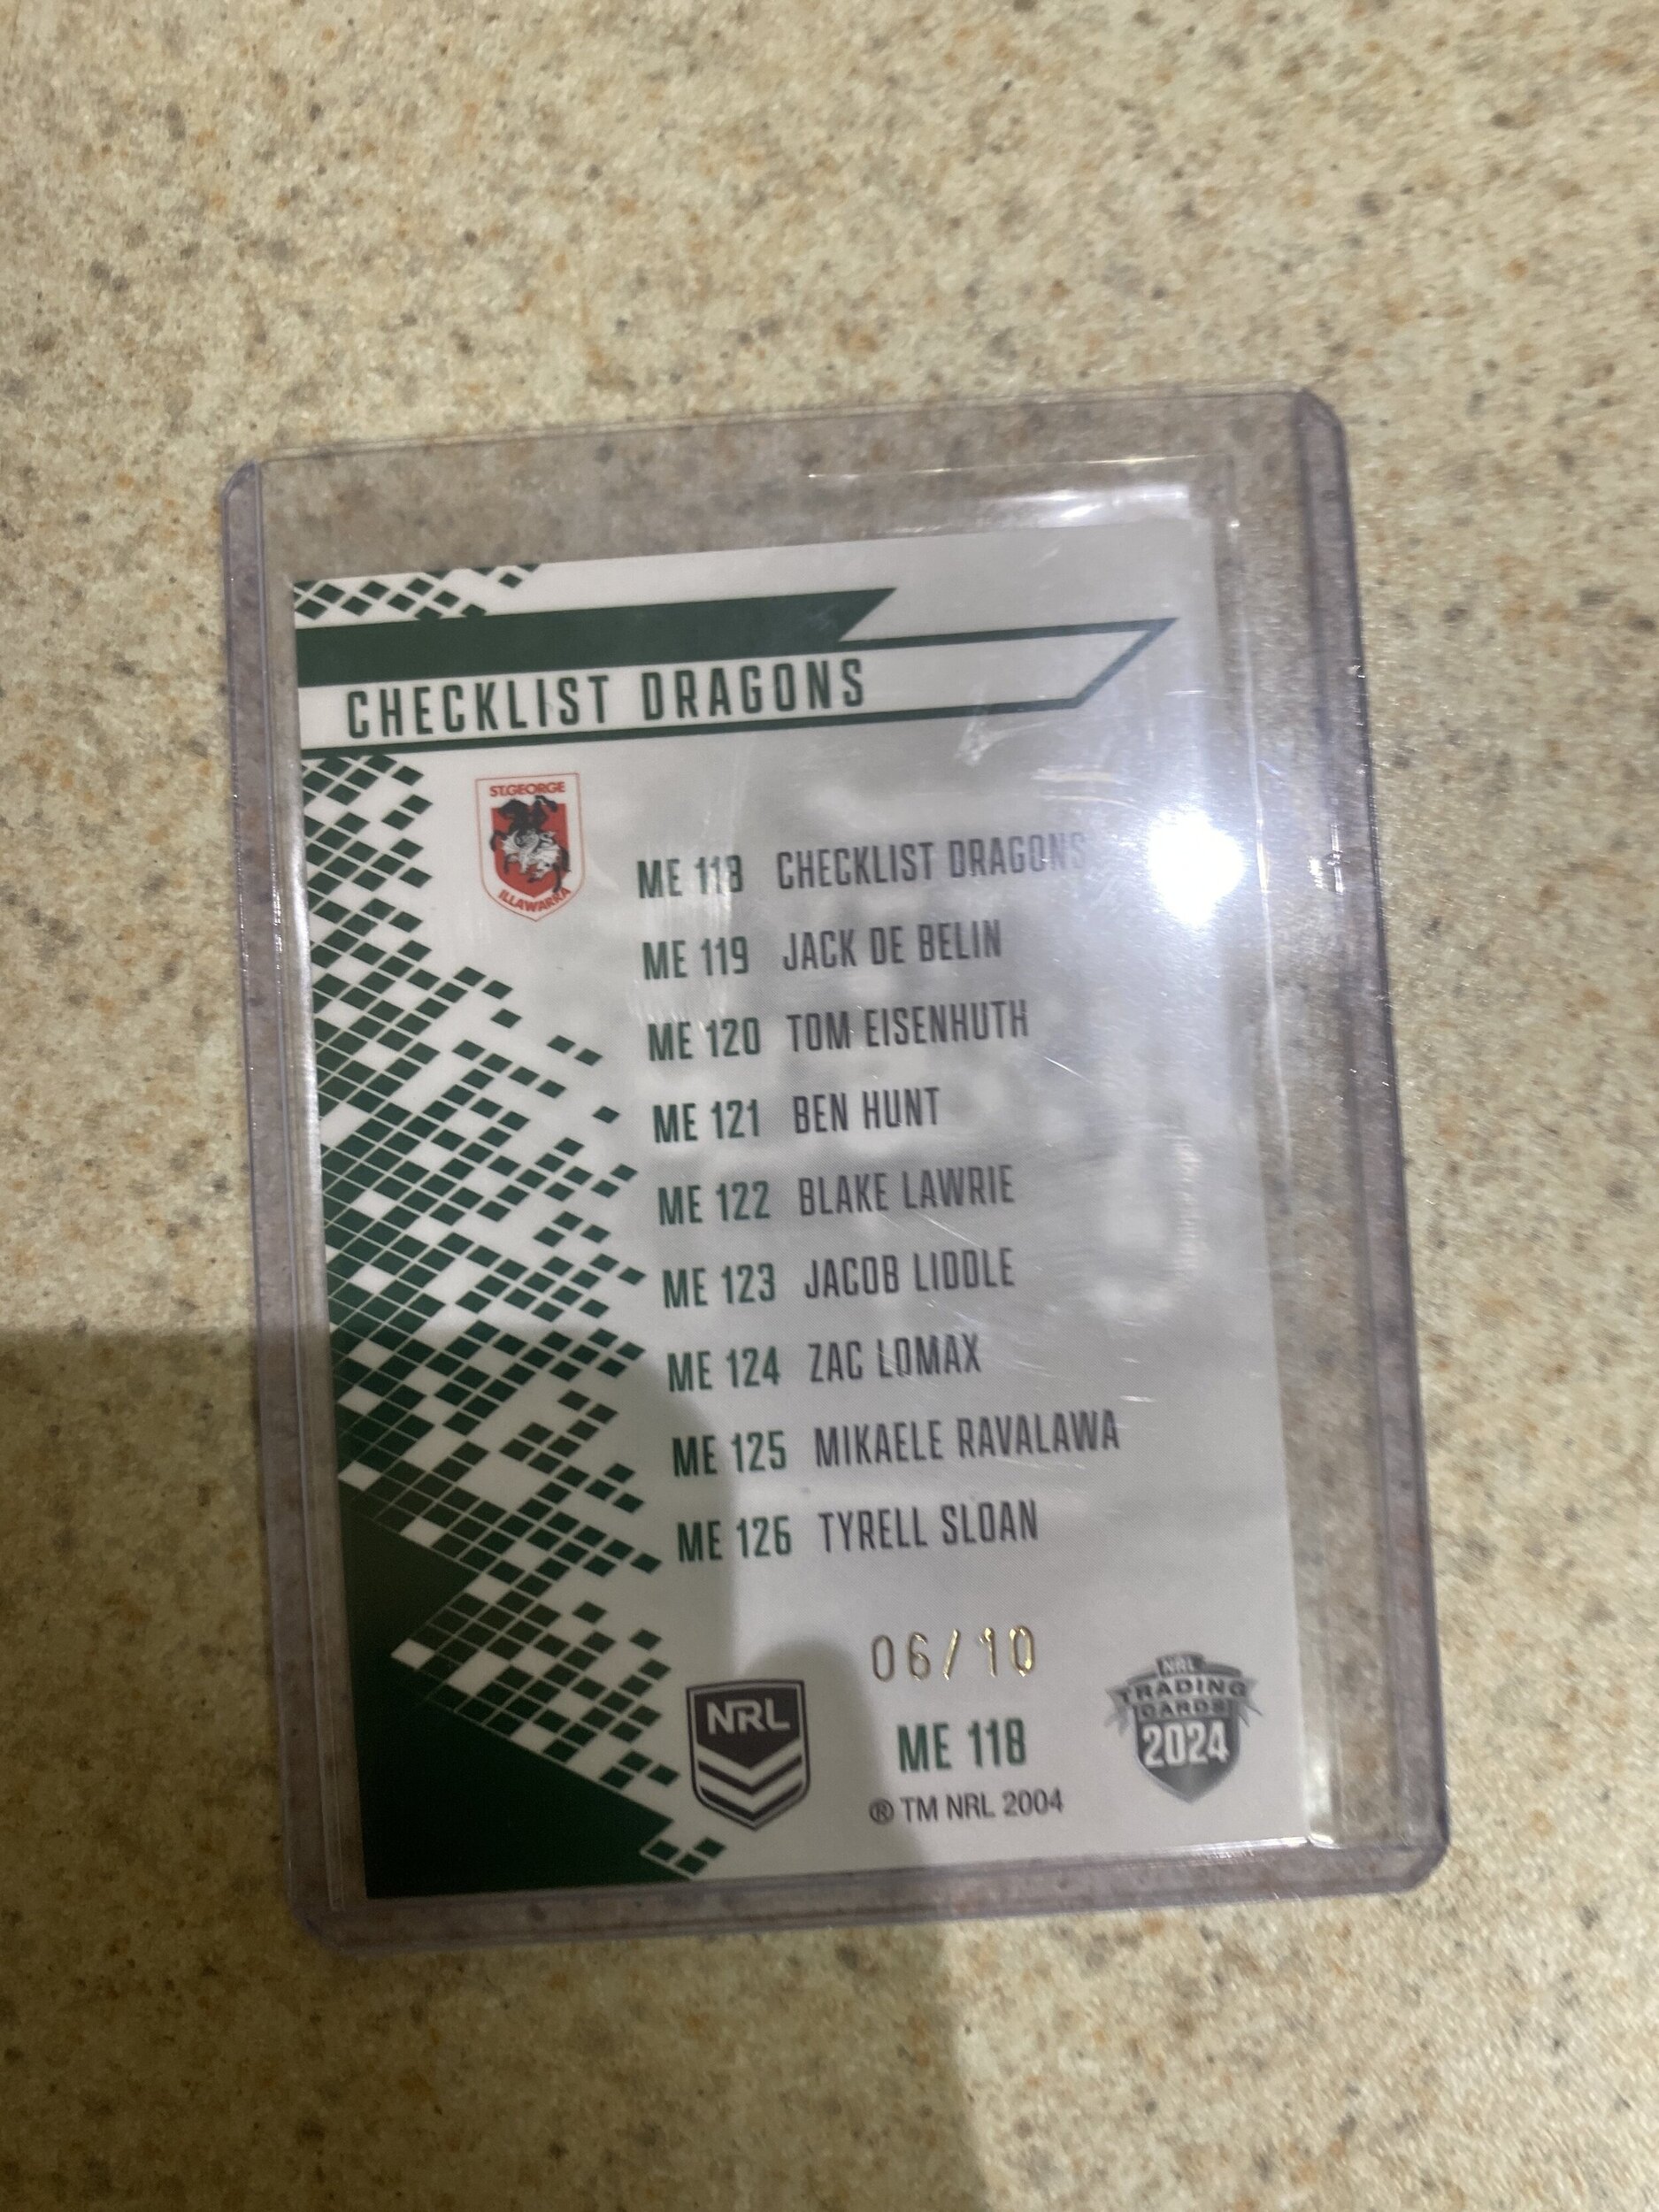 CHECKLIST DRAGONS
ST.GEORGE
ILLAWARRA
ME 118 CHECKLIST DRAGONS
ME 119 JACK DE BELIN
ME 120 TOM EISENHUTH
ME 121 BEN HUNT
ME 122 BLAKE LAWRIE
ME 123 JACOB LIDDLE
ME 124 ZAC LOMAX
ME 125 MIKAELE RAVALAWA
ME 126 TYRELL SLOAN
06/10
NRL
ME 118
® TM NRL 2004
NRL
TRADING
CARDS
2024